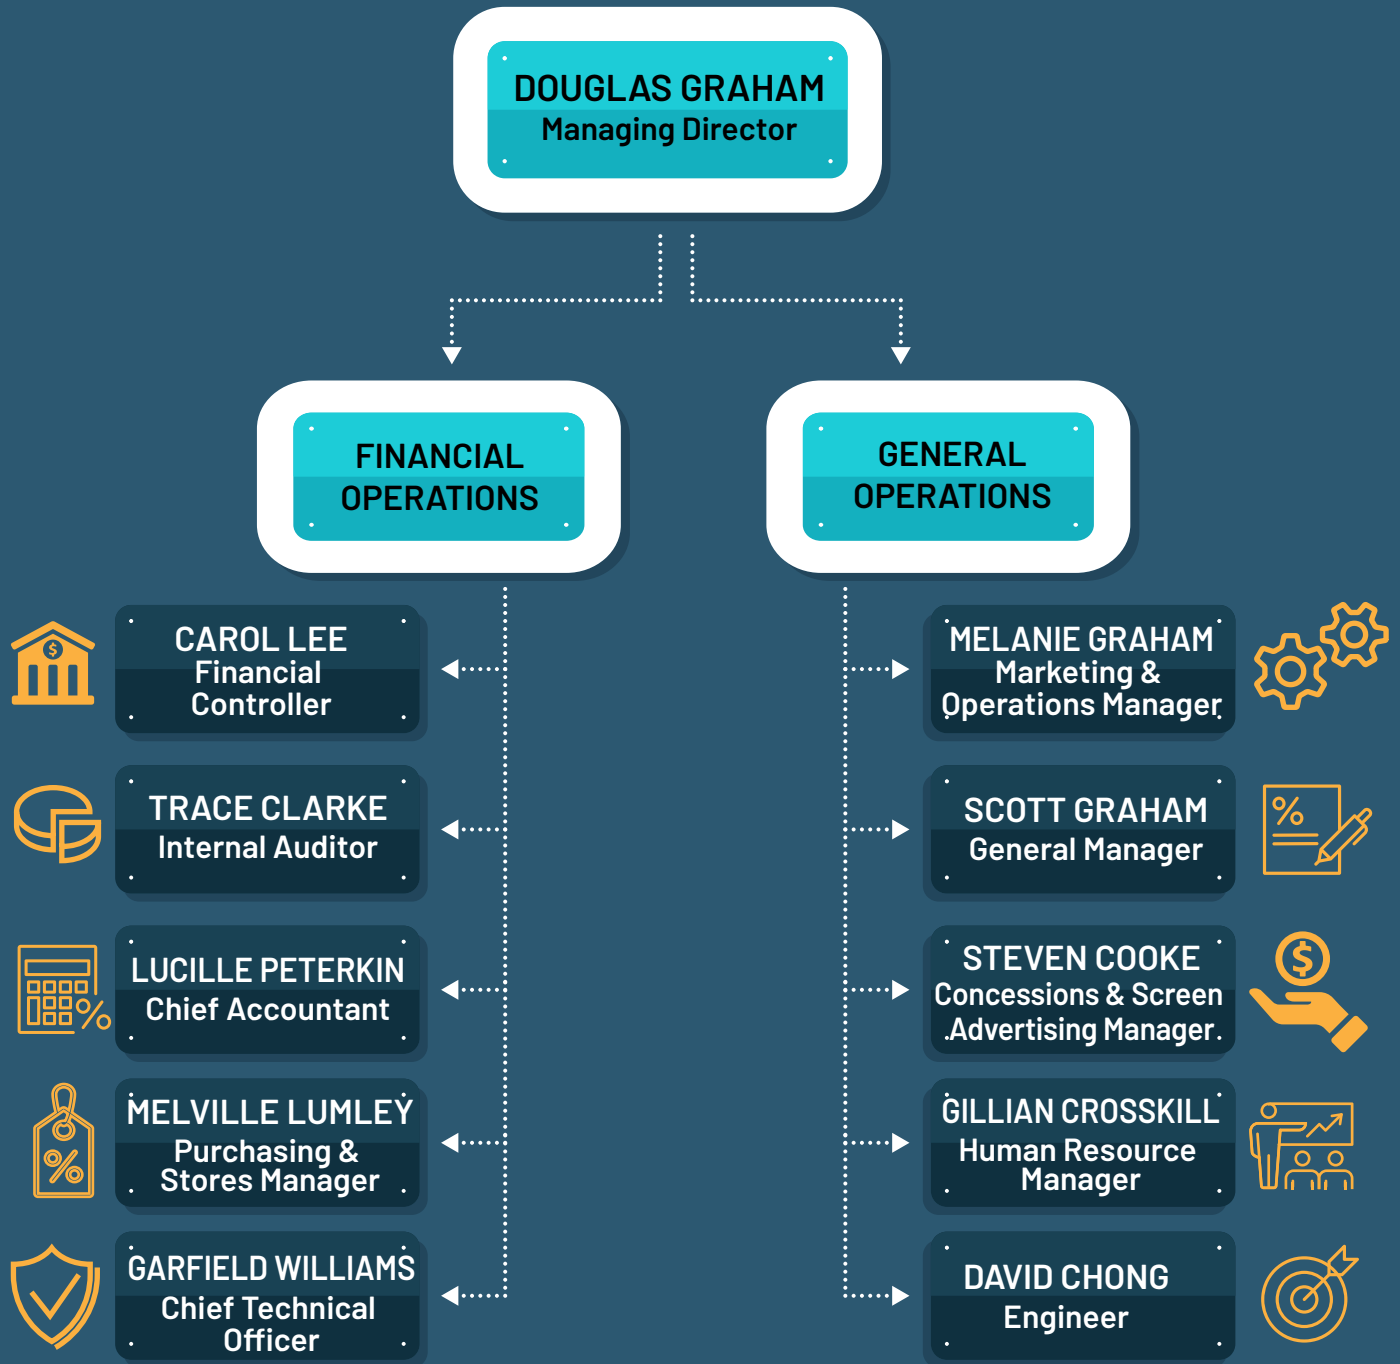 DOUGLAS GRAHAM
Managing Director
FINANCIAL
OPERATIONS
GENERAL
OPERATIONS
CAROL LEE
Financial
Controller
TRACE CLARKE
Internal Auditor
LUCILLE PETERKIN
Chief Accountant
MELVILLE LUMLEY
Purchasing &
Stores Manager
GARFIELD WILLIAMS
Chief Technical
Officer
MELANIE GRAHAM
Marketing &
Operations Manager
SCOTT GRAHAM
General Manager
STEVEN COOKE
Concessions & Screen
Advertising Manager
GILLIAN CROSSKILL
Human Resource
Manager
DAVID CHONG
Engineer